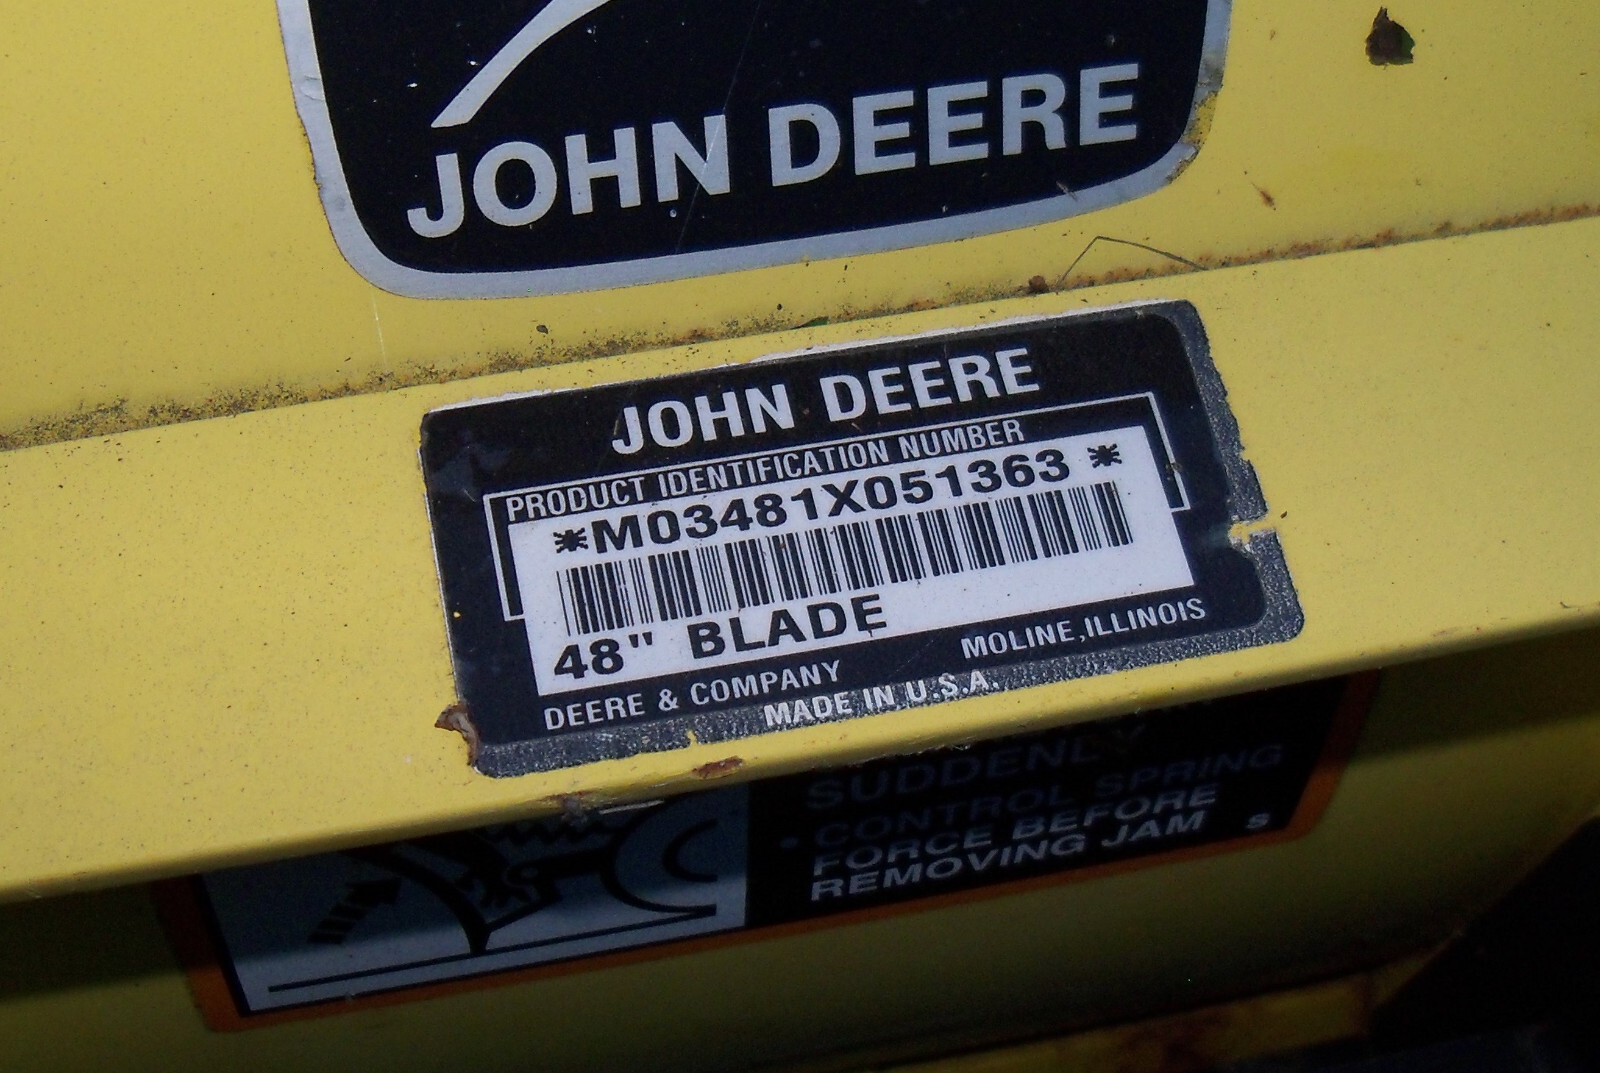 JOHN DEERE
JOHN DEERE
PRODUCT IDENTIFICATION NUMBER
*M03481X051363 *
48" BLADE
DEERE & COMPANY MOLINE, ILLINOIS
MADE IN U.S.A.
SUDDENLY
• CONTROL SPRING
FORCE BEFORE
REMOVING JAM S